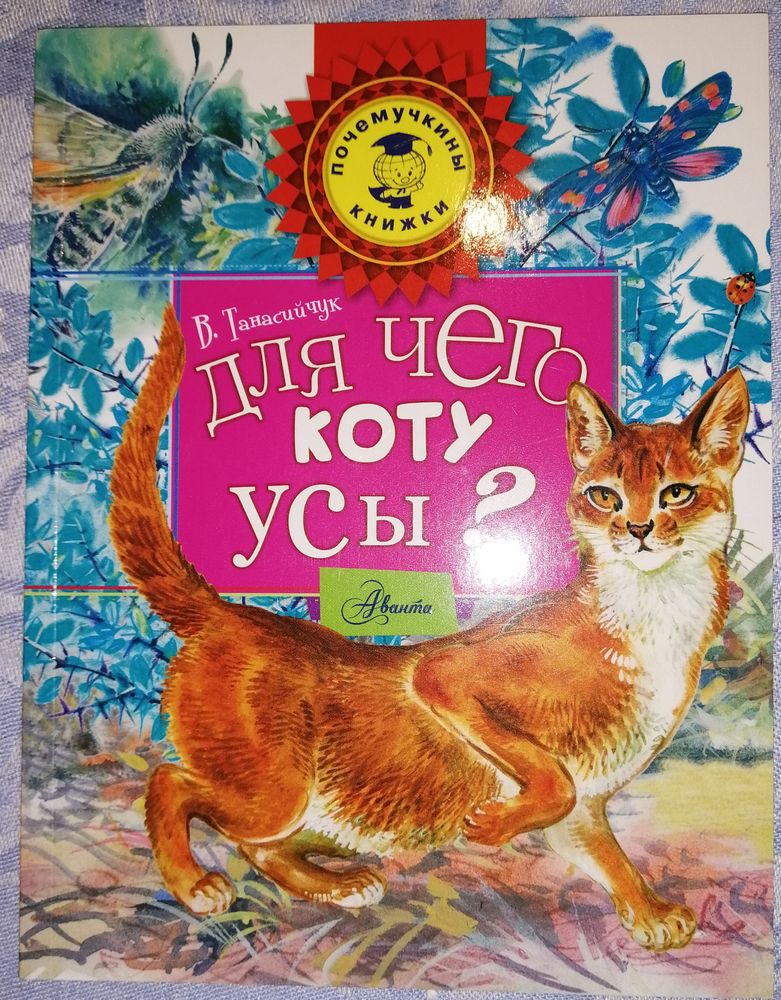 ПОЧЕМУЧКИНЫ
КНИЖКИ
В. Танасийчук
ДЛЯ ЧЕГО
КОТУ
УСЫ?
Аванта